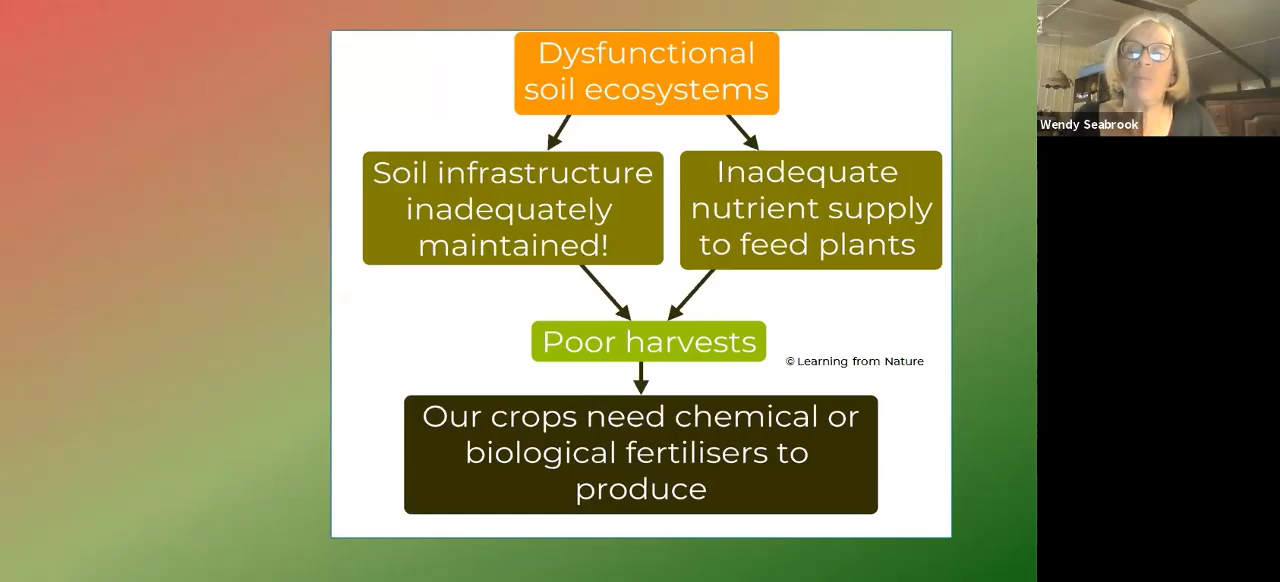 Dysfunctional
soil ecosystems
Soil infrastructure
inadequately
maintained!
Inadequate
nutrient supply
to feed plants
Poor harvests
© Learning from Nature
Our crops need chemical or
biological fertilisers to
produce
Wendy Seabrook